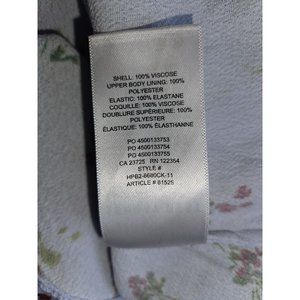 SHELL: 100% VISCOSE
UPPER BODY LINING: 100%
POLYESTER
ELASTIC: 100% ELASTANE
COQUILLE: 100% VISCOSE
DOUBLURE SUPÉRIEURE: 100%
POLYESTER
ÉLASTIQUE: 100% ÉLASTHANNE
PO 4500133753
PO 4500133754
PO 4500133755
CA 23725 RN 122354
STYLE #
HPB2-8680CK-11
ARTICLE # 81525